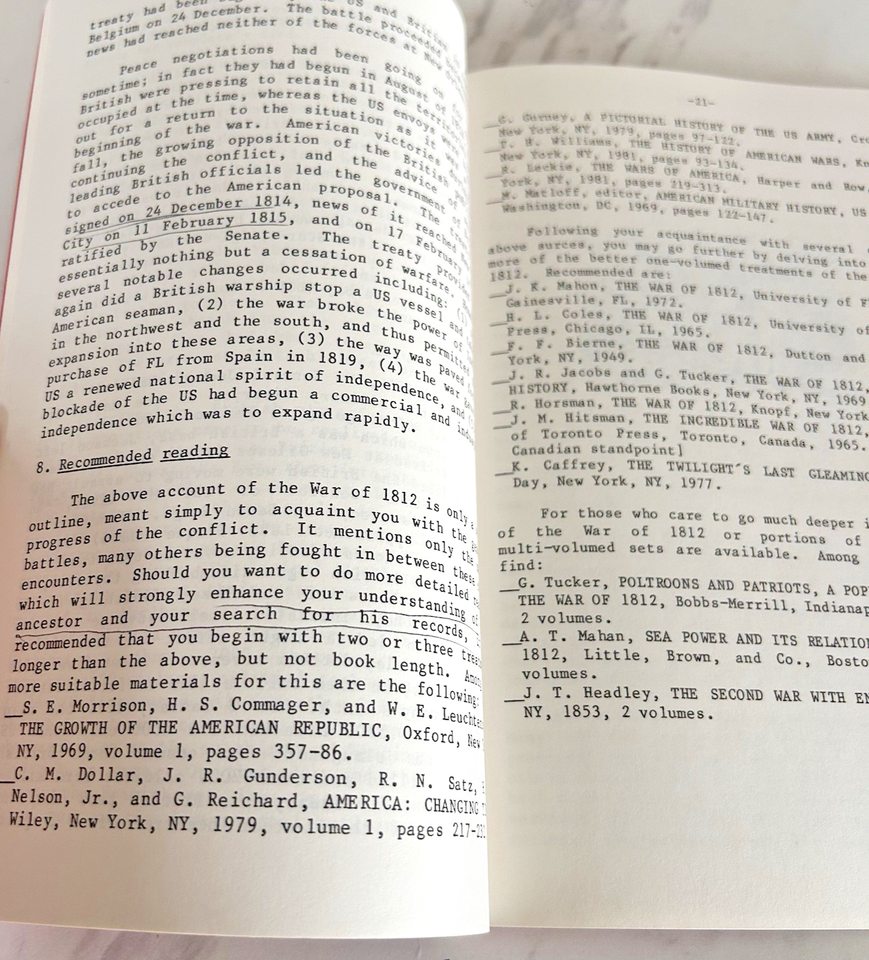 treaty had been US and British
Belgium on 24 December. The battle proceeded
news had reached neither of the forces at New
Peace negotiations had been going on for
sometime; in fact they had begun in August of
British were pressing to retain all the
occupied at the time, whereas the US envoys
out for a return to the situation as it was
beginning of the war. American victories
fall, the growing opposition of the British
continuing the conflict, and the advice of
leading British officials led the government
to accede to the American proposal. The
signed on 24 December 1814, news of it reached
City on 11 February 1815, and on 17 February
ratified by the Senate. The treaty
essentially nothing but a cessation of warfare.
several notable changes occurred including: (1)
again did a British warship stop a US vessel
American seaman, (2) the war broke the power of
in the northwest and the south, and thus permitted
expansion into these areas, (3) the way was paved
purchase of FL from Spain in 1819, (4) the war
US a renewed national spirit of independence, and
blockade of the US had begun a commercial and
independence which was to expand rapidly.
8. Recommended reading
The above account of the War of 1812 is only
outline, meant simply to acquaint you with the
progress of the conflict. It mentions only the
battles, many others being fought in between these
encounters. Should you want to do more detailed
which will strongly enhance your understanding of
ancestor and your search for his records,
recommended that you begin with two or three
longer than the above, but not book length.
more suitable materials for this are the following:
__S. E. Morrison, H. S. Commager, and W. E.
THE GROWTH OF THE AMERICAN REPUBLIC, Oxford, New
NY, 1969, volume 1, pages 357-86.
__C. M. Dollar, J. R. Gunderson, R. N. Satz,
Nelson, Jr., and G. Reichard, AMERICA: CHANGING
Wiley, New York, NY, 1979, volume 1, pages
-21-
__C. Gurney, A PICTORIAL HISTORY OF THE US ARMY,
New York, NY, 1979, pages 97-122.
__T. H. Williams, THE HISTORY OF AMERICAN WARS,
New York, NY, 1981, pages 93-134.
__R. Leckie, THE WARS OF AMERICA, Harper and Row,
York, NY, 1981, pages 219-313.
__M. Matloff, editor, AMERICAN MILITARY HISTORY, US
Washington, DC, 1969, pages 122-147.
Following your acquaintance with several
above surces, you may go further by delving into
more of the better one-volumed treatments of the
1812. Recommended are:
__J. K. Mahon, THE WAR OF 1812, University of
Gainesville, FL, 1972.
__H. L. Coles, THE WAR OF 1812, University of
Press, Chicago, IL, 1965.
__F. F. Bierne, THE WAR OF 1812, Dutton and
York, NY, 1949.
__J. R. Jacobs and G. Tucker, THE WAR OF 1812,
HISTORY, Hawthorne Books, New York, NY, 1969
__R. Horsman, THE WAR OF 1812, Knopf, New York
__J. M. Hitsman, THE INCREDIBLE WAR OF 1812,
of Toronto Press, Toronto, Canada, 1965.
Canadian standpoint]
__K. Caffrey, THE TWILIGHT'S LAST GLEAMING
Day, New York, NY, 1977.
For those who care to go much deeper
of the War of 1812 or portions of
multi-volumed sets are available. Among
find:
__G. Tucker, POLTROONS AND PATRIOTS, A
THE WAR OF 1812, Bobbs-Merrill,
2 volumes.
__A. T. Mahan, SEA POWER AND ITS
1812, Little, Brown, and Co.,
volumes.
__J. T. Headley, THE SECOND WAR WITH
NY, 1853, 2 volumes.